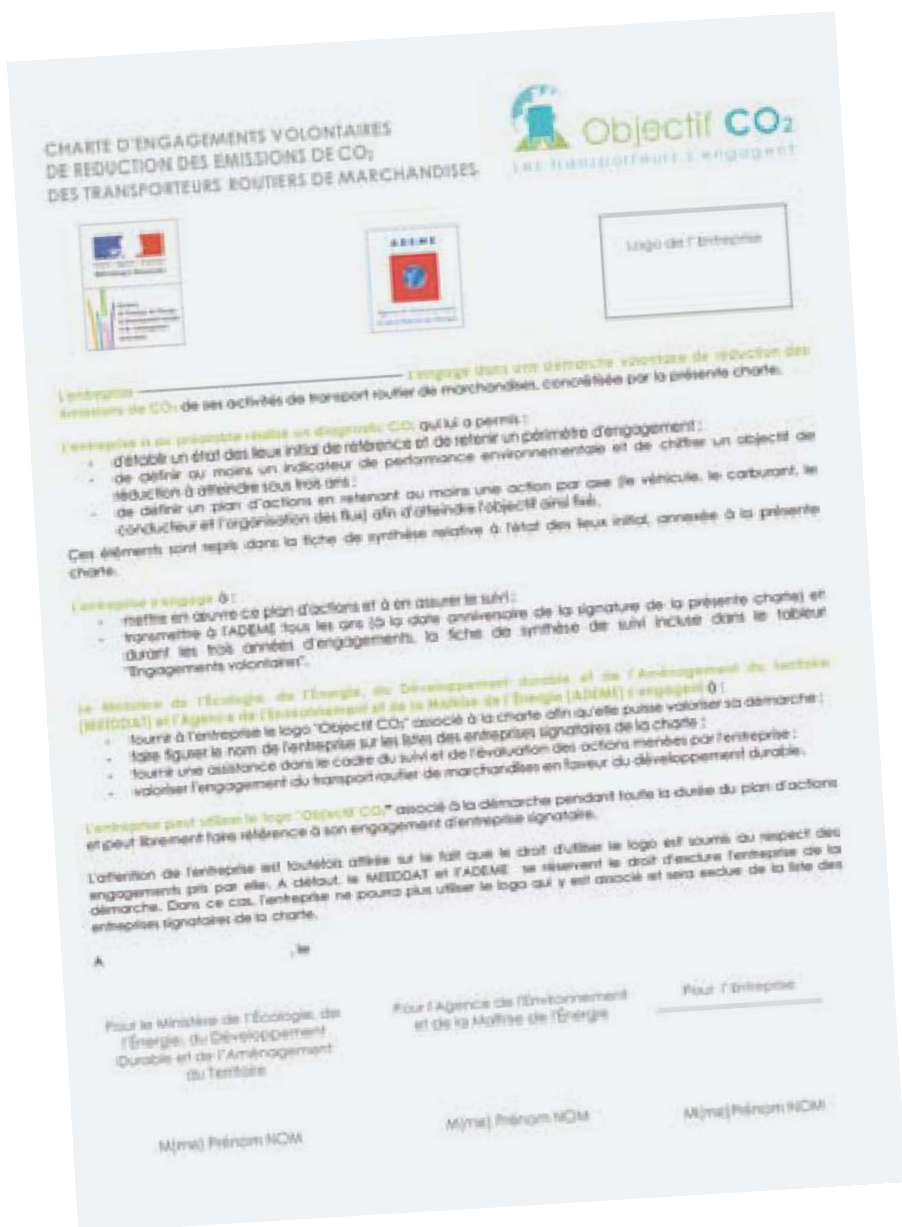 CHARTE D'ENGAGEMENTS VOLONTAIRES
DE REDUCTION DES EMISSIONS DE CO2
DES TRANSPORTEURS ROUTIERS DE MARCHANDISES
Objectif CO2
Les transporteurs s'engagent
ADEME
Logo de l'Entreprise
L'entreprise s'engage dans une démarche volontaire de réduction des
émissions de CO2 de ses activités de transport routier de marchandises, concrétisée par la présente charte.
L'entreprise a au préalable réalisé un diagnostic CO2 qui lui a permis :
- d'établir un état des lieux initial de référence et de retenir un périmètre d'engagement ;
- de définir au moins un indicateur de performance environnementale et de chiffrer un objectif de
réduction à atteindre sous trois ans ;
- de définir un plan d'actions en retenant au moins une action par axe (le véhicule, le carburant, le
conducteur et l'organisation des flux) afin d'atteindre l'objectif ainsi fixé.
Ces éléments sont repris dans la fiche de synthèse relative à l'état des lieux initial, annexée à la présente
charte.
L'entreprise s'engage à :
- mettre en œuvre ce plan d'actions et à en assurer le suivi ;
- transmettre à l'ADEME tous les ans (à la date anniversaire de la signature de la présente charte) et
durant les trois années d'engagements, la fiche de synthèse de suivi incluse dans le tableur
"Engagements volontaires".
Le Ministère de l'Ecologie, de l'Énergie, du Développement durable et de l'Aménagement du territoire
(MEEDDAT) et l'Agence de l'Environnement et de la Maîtrise de l'Énergie (ADEME) s'engagent à :
- fournir à l'entreprise le logo "Objectif CO2" associé à la charte afin qu'elle puisse valoriser sa démarche ;
- faire figurer le nom de l'entreprise sur les listes des entreprises signataires de la charte ;
- fournir une assistance dans le cadre du suivi et de l'évaluation des actions menées par l'entreprise ;
- valoriser l'engagement du transport routier de marchandises en faveur du développement durable.
L'entreprise peut utiliser le logo "Objectif CO2" associé à la démarche pendant toute la durée du plan d'actions
et peut librement faire référence à son engagement d'entreprise signataire.
L'attention de l'entreprise est toutefois attirée sur le fait que le droit d'utiliser le logo est soumis au respect des
engagements pris par elle. A défaut, le MEEDDAT et l'ADEME se réservent le droit d'exclure l'entreprise de la
démarche. Dans ce cas, l'entreprise ne pourra plus utiliser le logo qui y est associé et sera exclue de la liste des
entreprises signataires de la charte.
A , le
Pour le Ministère de l'Écologie, de
l'Énergie, du Développement
Durable et de l'Aménagement
du Territoire
Pour l'Agence de l'Environnement
et de la Maîtrise de l'Énergie
Pour l'Entreprise
M(me) Prénom NOM
M(me) Prénom NOM
M(me) Prénom NOM